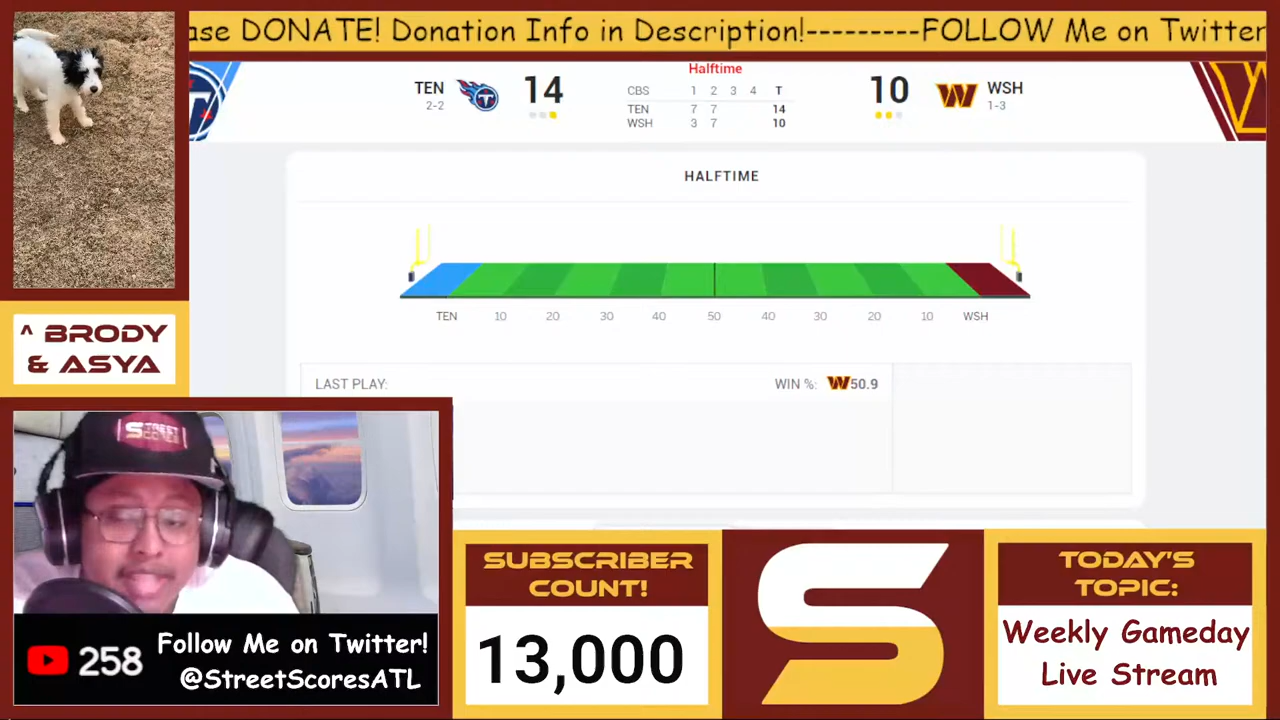 ase DONATE! Donation Info in Description!---------FOLLOW Me on Twitter
Halftime
TEN
2-2
14
CBS 1 2 3 4 T
TEN 7 7 14
WSH 3 7 10
10
WSH
1-3
HALFTIME
TEN 10 20 30 40 50 40 30 20 10 WSH
LAST PLAY:
WIN %: W 50.9
^ BRODY
& ASYA
STREET
SCORES
258
Follow Me on Twitter!
@StreetScoresATL
SUBSCRIBER
COUNT!
13,000
S
TODAY'S
TOPIC:
Weekly Gameday
Live Stream